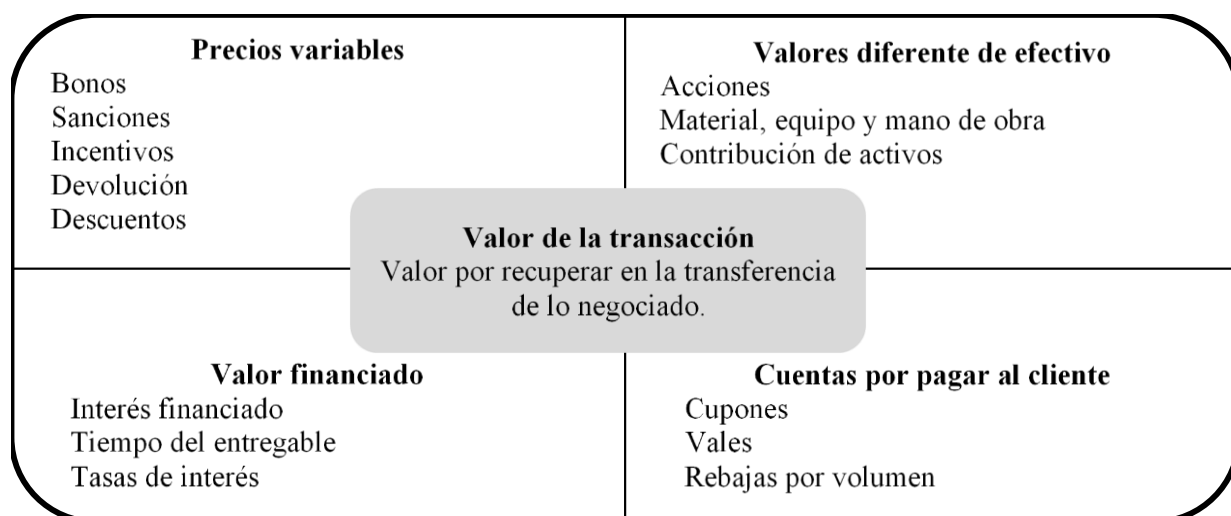 Precios variables
Bonos
Sanciones
Incentivos
Devolución
Descuentos
Valores diferente de efectivo
Acciones
Material, equipo y mano de obra
Contribución de activos
Valor de la transacción
Valor por recuperar en la transferencia
de lo negociado.
Valor financiado
Interés financiado
Tiempo del entregable
Tasas de interés
Cuentas por pagar al cliente
Cupones
Vales
Rebajas por volumen